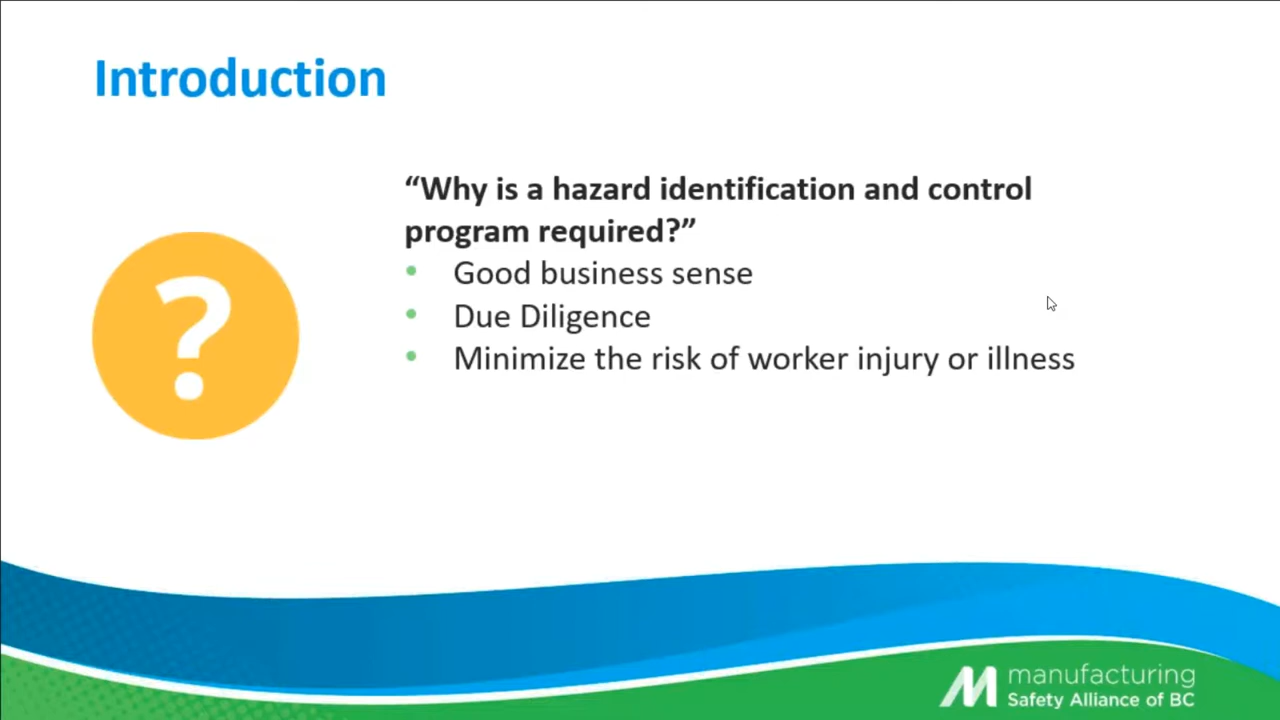 Introduction
“Why is a hazard identification and control
program required?”
• Good business sense
• Due Diligence
• Minimize the risk of worker injury or illness
?
manufacturing
Safety Alliance of BC